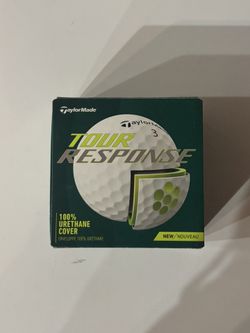 TaylorMade
TaylorMade
3
TOUR
RESPONSE
100%
URETHANE
COVER
ENVELOPPE 100% URÉTHANE
NEW/NOUVEAU